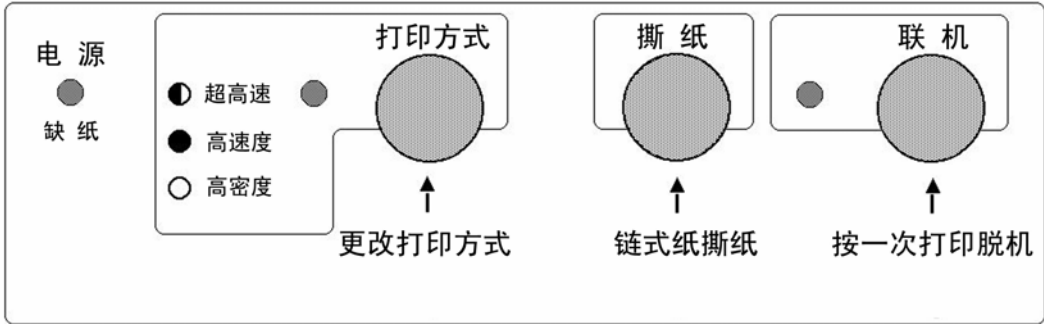 打印方式
撕 纸
联 机
电 源
超高速
缺 纸
高速度
高密度
更改打印方式
链式纸撕纸
按一次打印脱机